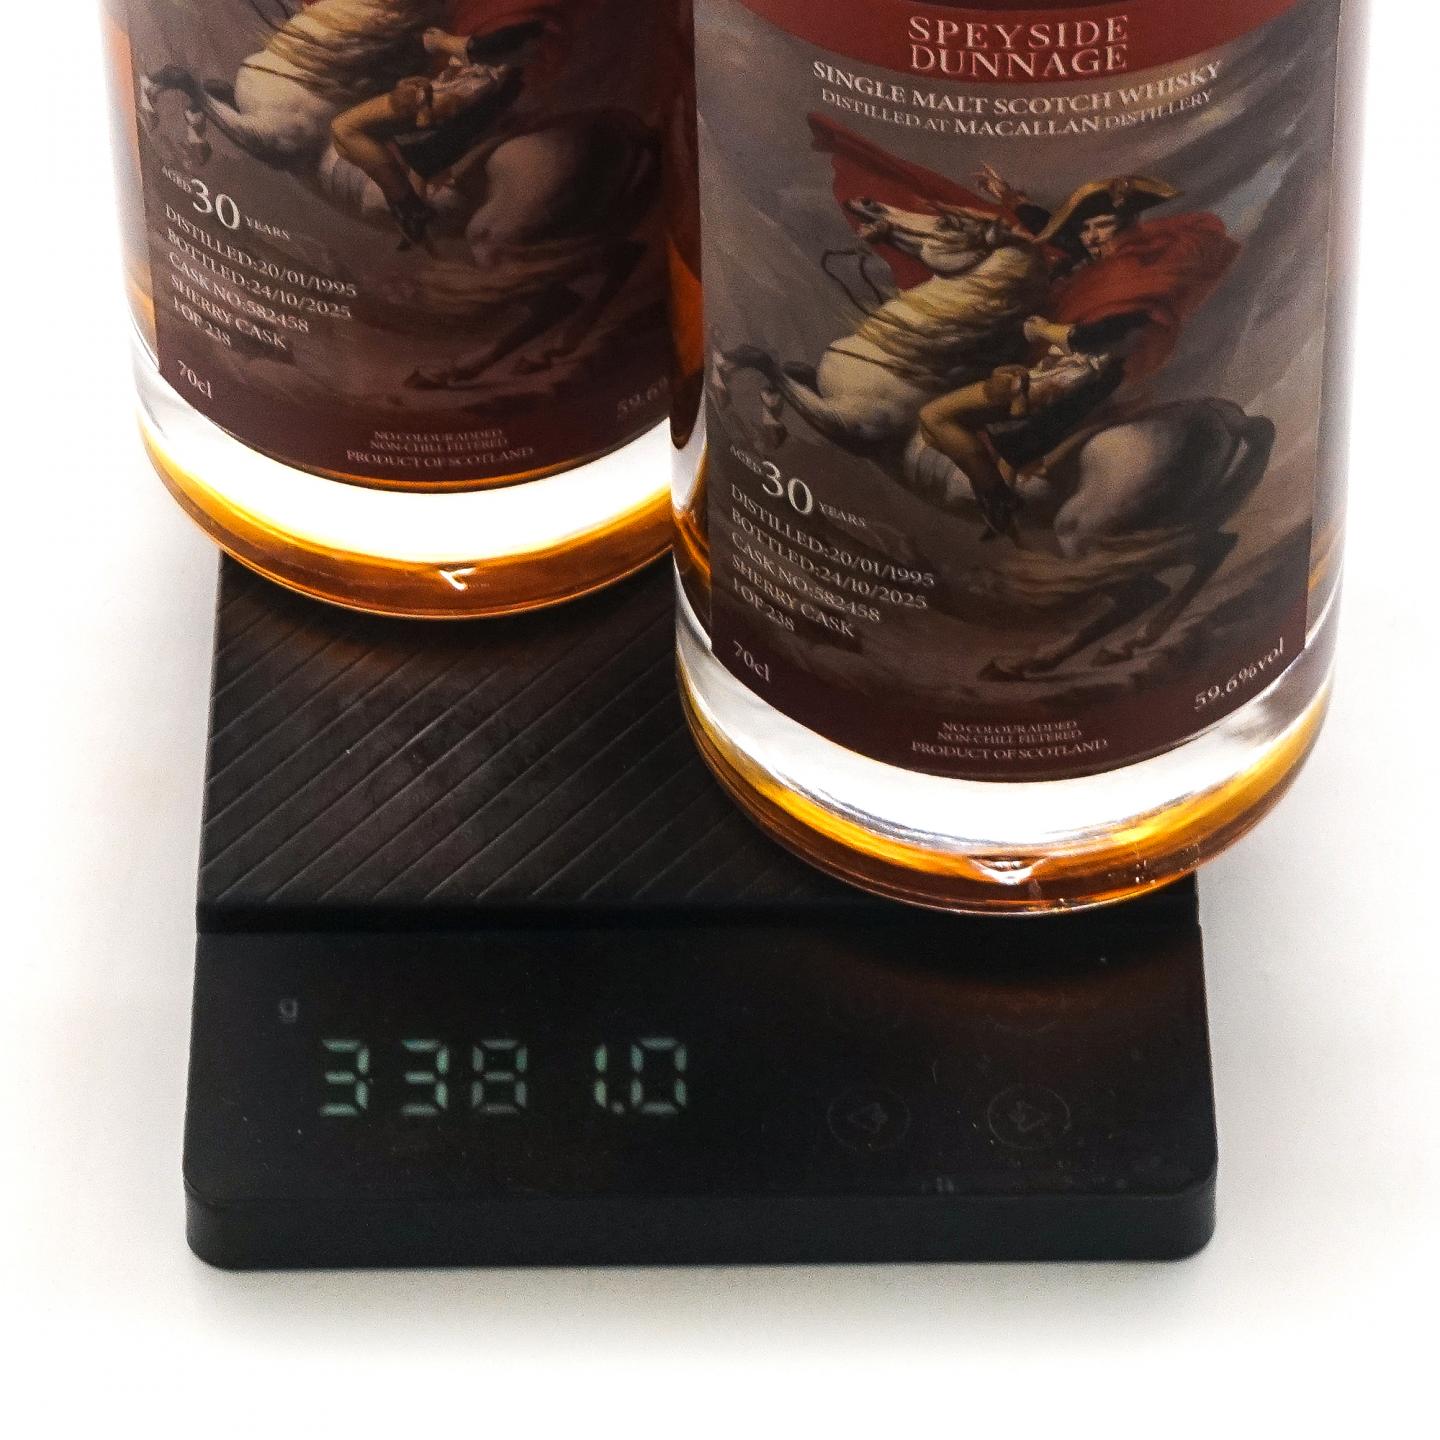 AGED 30 YEARS
DISTILLED:20/01/1995
BOTTLED:24/10/2025
CASK NO:582458
SHERRY CASK
1 OF 238
70cl
59.6%
NO COLOUR ADDED
NON-CHILL FILTERED
PRODUCT OF SCOTLAND
SPEYSIDE
DUNNAGE
SINGLE MALT SCOTCH WHISKY
DISTILLED AT MACALLAN DISTILLERY
AGED 30 YEARS
DISTILLED:20/01/1995
BOTTLED:24/10/2025
CASK NO:582458
SHERRY CASK
1 OF 238
70cl
59.6%vol
NO COLOUR ADDED
NON-CHILL FILTERED
PRODUCT OF SCOTLAND
g
3381.0